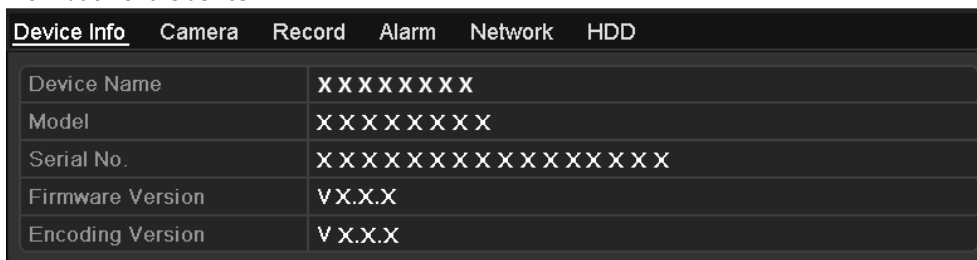 Device Info Camera Record Alarm Network HDD
Device Name XXXXXXXX
Model XXXXXXXX
Serial No. XXXXXXXXXXXXXXXX
Firmware Version VX.X.X
Encoding Version V X.X.X